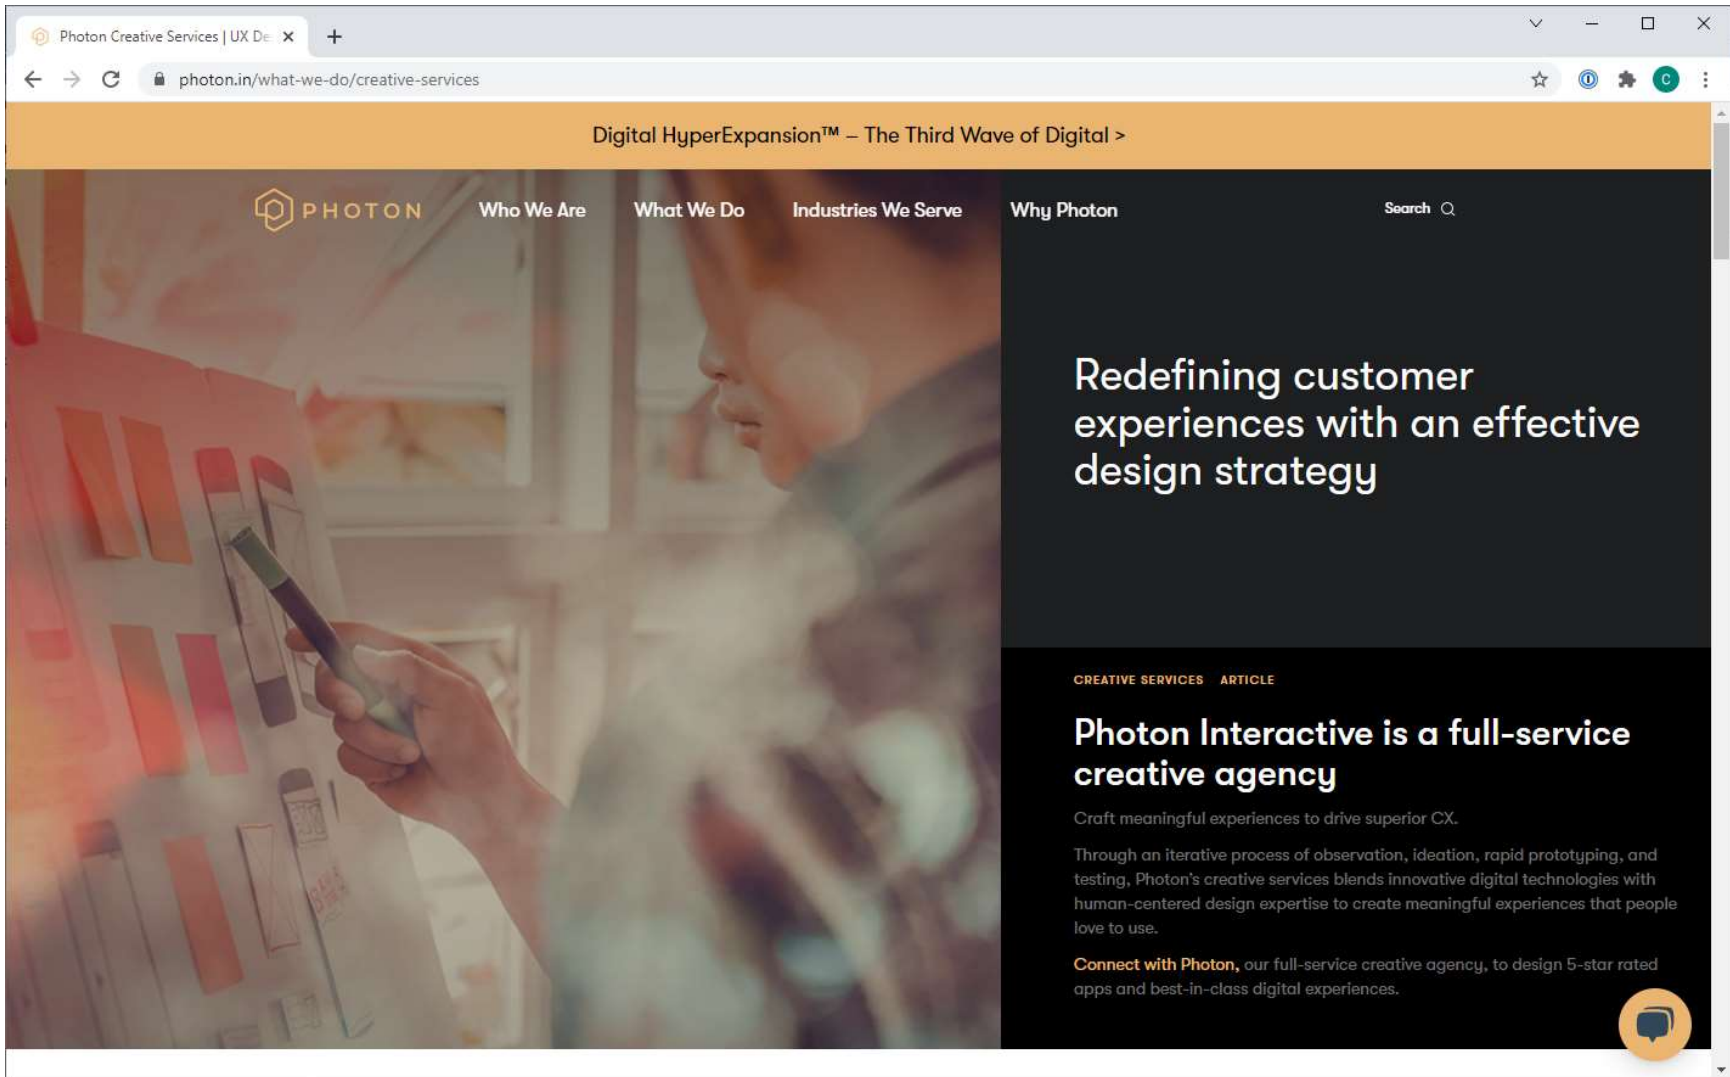 Photon Creative Services | UX De
photon.in/what-we-do/creative-services
C
Digital HyperExpansion™ – The Third Wave of Digital >
PHOTON
Who We Are
What We Do
Industries We Serve
Why Photon
Search
Redefining customer
experiences with an effective
design strategy
CREATIVE SERVICES ARTICLE
Photon Interactive is a full-service
creative agency
Craft meaningful experiences to drive superior CX.
Through an iterative process of observation, ideation, rapid prototyping, and
testing, Photon's creative services blends innovative digital technologies with
human-centered design expertise to create meaningful experiences that people
love to use.
Connect with Photon, our full-service creative agency, to design 5-star rated
apps and best-in-class digital experiences.